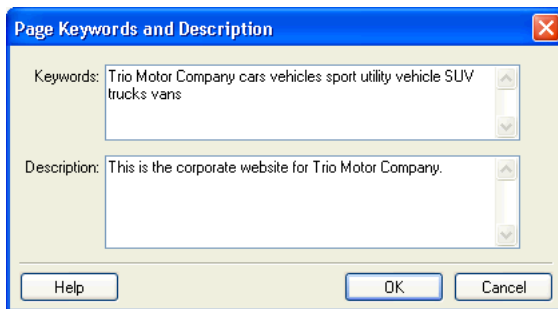 Page Keywords and Description
Keywords: Trio Motor Company cars vehicles sport utility vehicle SUV
trucks vans
Description: This is the corporate website for Trio Motor Company.
Help OK Cancel